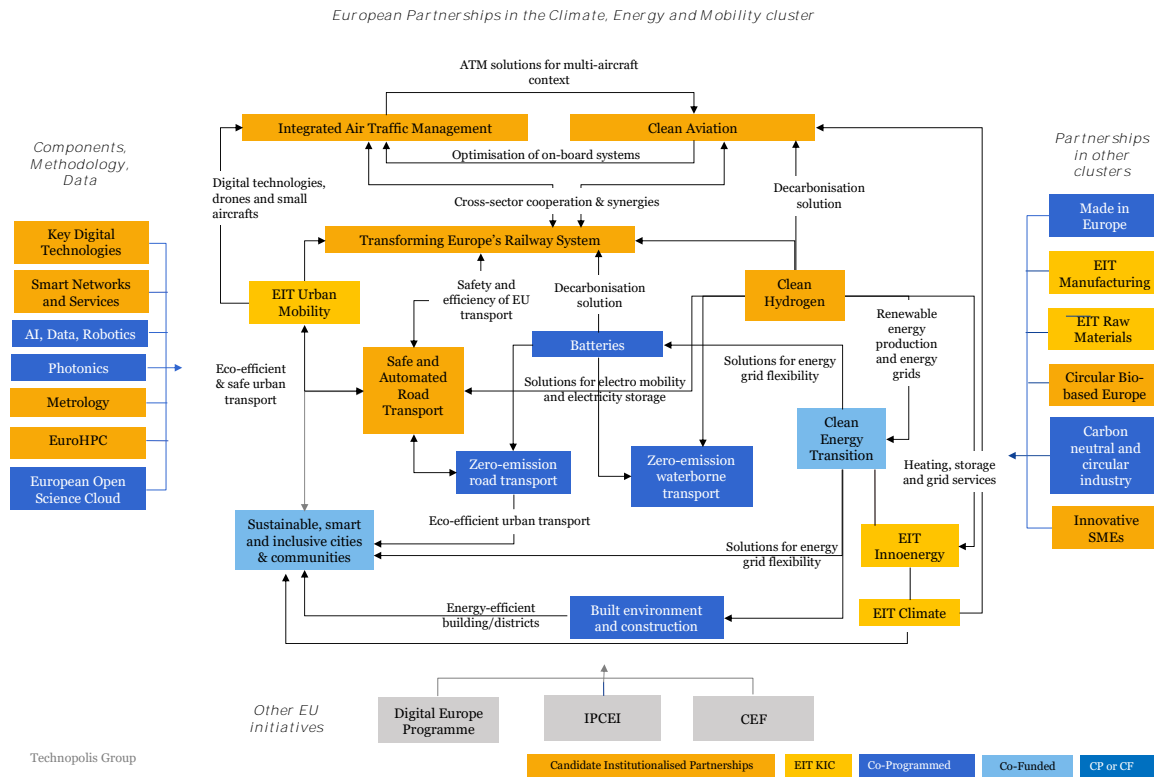 European Partnerships in the Climate, Energy and Mobility cluster
ATM solutions for multi-aircraft
context
Integrated Air Traffic Management
Clean Aviation
Optimisation of on-board systems
Components,
Methodology,
Data
Partnerships
in other
clusters
Digital technologies,
drones and small
aircrafts
Decarbonisation
solution
Cross-sector cooperation & synergies
Key Digital
Technologies
Smart Networks
and Services
AI, Data, Robotics
Photonics
Metrology
EuroHPC
European Open
Science Cloud
Made in
Europe
EIT
Manufacturing
EIT Raw
Materials
Circular Bio-
based Europe
Carbon
neutral and
circular
industry
Innovative
SMEs
Transforming Europe's Railway System
EIT Urban
Mobility
Safety and
efficiency of EU
transport
Decarbonisation
solution
Clean
Hydrogen
Renewable
energy
production
and energy
grids
Batteries
Eco-efficient
& safe urban
transport
Safe and
Automated
Road
Transport
Solutions for electro mobility
and electricity storage
Solutions for energy
grid flexibility
Clean
Energy
Transition
Zero-emission
road transport
Zero-emission
waterborne
transport
Heating, storage
and grid services
Sustainable, smart
and inclusive cities
& communities
Eco-efficient urban transport
Solutions for energy
grid flexibility
EIT
Innoenergy
Energy-efficient
building/districts
Built environment
and construction
EIT Climate
Other EU
initiatives
Digital Europe
Programme
IPCEI
CEF
Technopolis Group
Candidate Institutionalised Partnerships
EIT KIC
Co-Programmed
Co-Funded
CP or CF